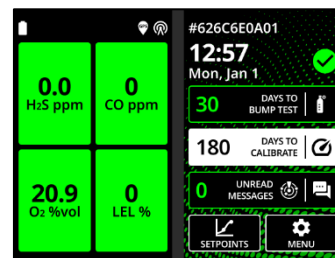 0.0
H₂S ppm
0
CO ppm
20.9
O₂ %vol
0
LEL %
#626C6E0A01
12:57
Mon, Jan 1
30
DAYS TO
BUMP TEST
180
DAYS TO
CALIBRATE
0
UNREAD
MESSAGES
SETPOINTS
MENU